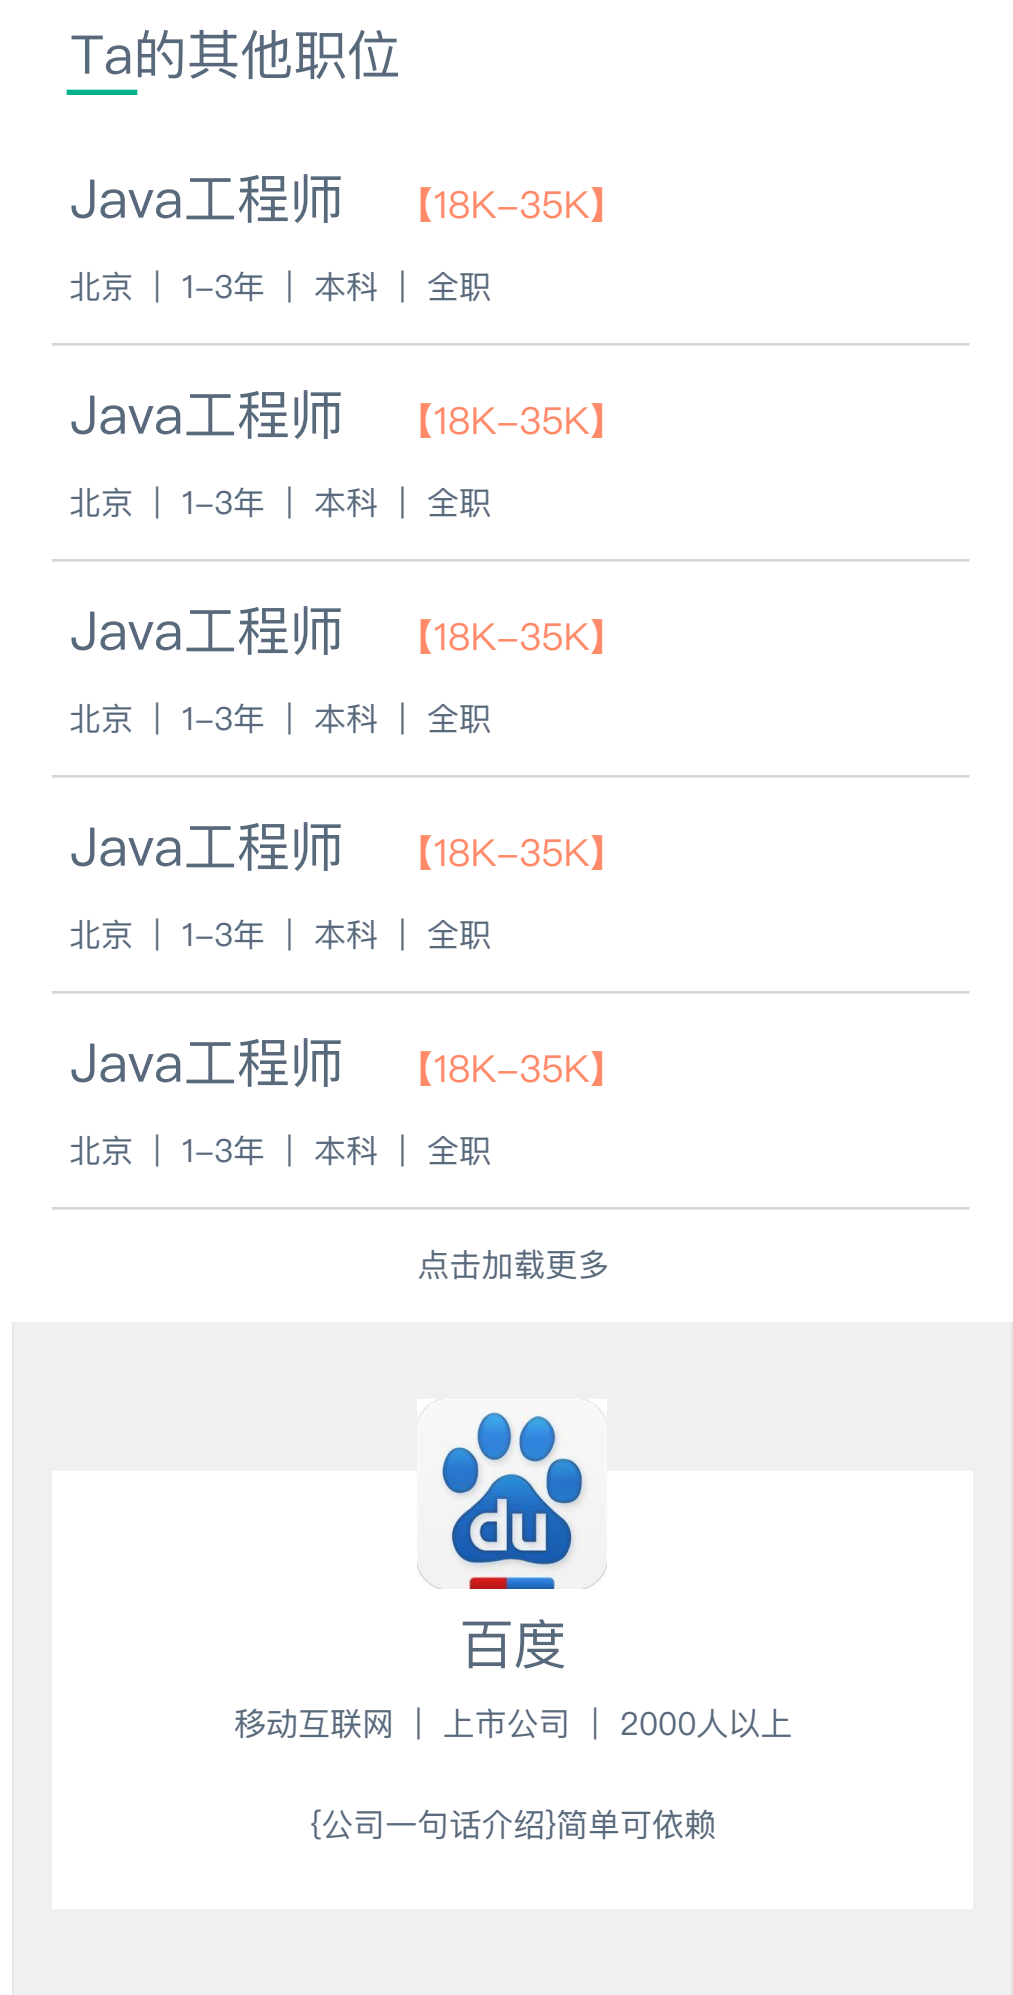 Ta的其他职位
Java工程师 【18K-35K】
北京 | 1-3年 | 本科 | 全职
Java工程师 【18K-35K】
北京 | 1-3年 | 本科 | 全职
Java工程师 【18K-35K】
北京 | 1-3年 | 本科 | 全职
Java工程师 【18K-35K】
北京 | 1-3年 | 本科 | 全职
Java工程师 【18K-35K】
北京 | 1-3年 | 本科 | 全职
点击加载更多
du
百度
移动互联网 | 上市公司 | 2000人以上
{公司一句话介绍}简单可依赖